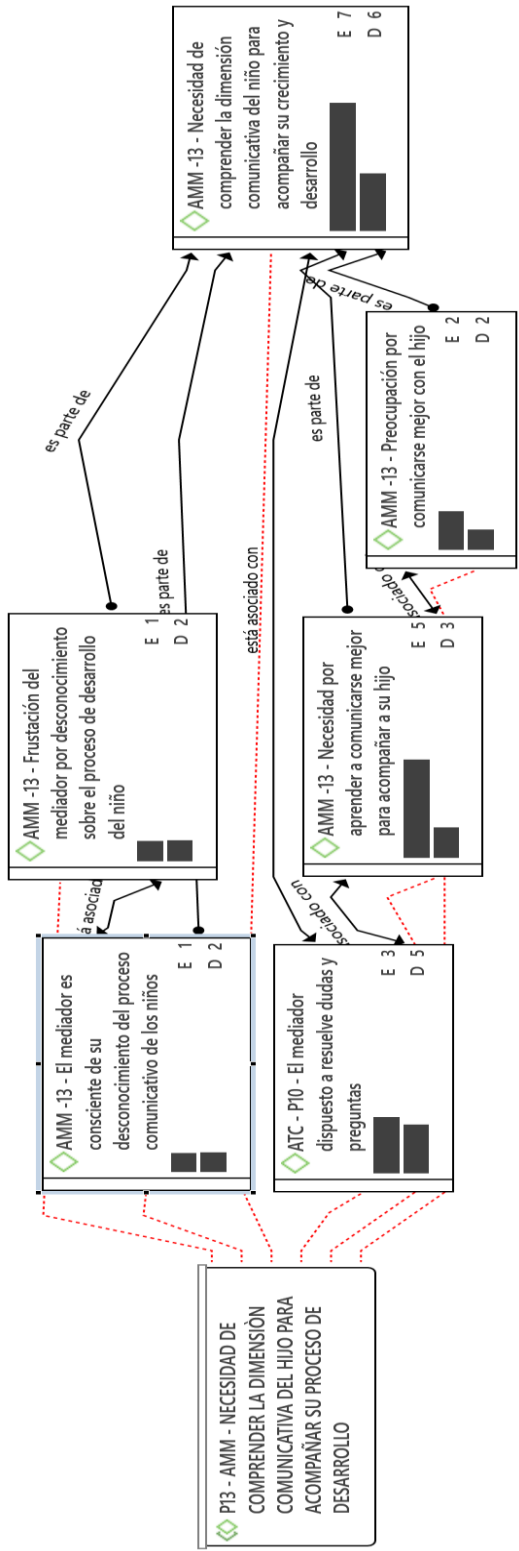 P13 - AMM - NECESIDAD DE
COMPRENDER LA DIMENSIÒN
COMUNICATIVA DEL HIJO PARA
ACOMPAÑAR SU PROCESO DE
DESARROLLO
AMM -13 - El mediador es
consciente de su
desconocimiento del proceso
comunicativo de los niños
E 1
D 2
ATC - P10 - El mediador
dispuesto a resuelve dudas y
preguntas
E 3
D 5
á asociad
sociado con
AMM -13 - Frustación del
mediador por desconocimiento
sobre el proceso de desarrollo
del niño
E 1
D 2
AMM -13 - Necesidad por
aprender a comunicarse mejor
para acompañar a su hijo
E 5
D 3
sociado
es parte de
es parte de
está asociado con
es parte de
es parte de
AMM -13 - Preocupación por
comunicarse mejor con el hijo
E 2
D 2
AMM -13 - Necesidad de
comprender la dimensión
comunicativa del niño para
acompañar su crecimiento y
desarrollo
E 7
D 6